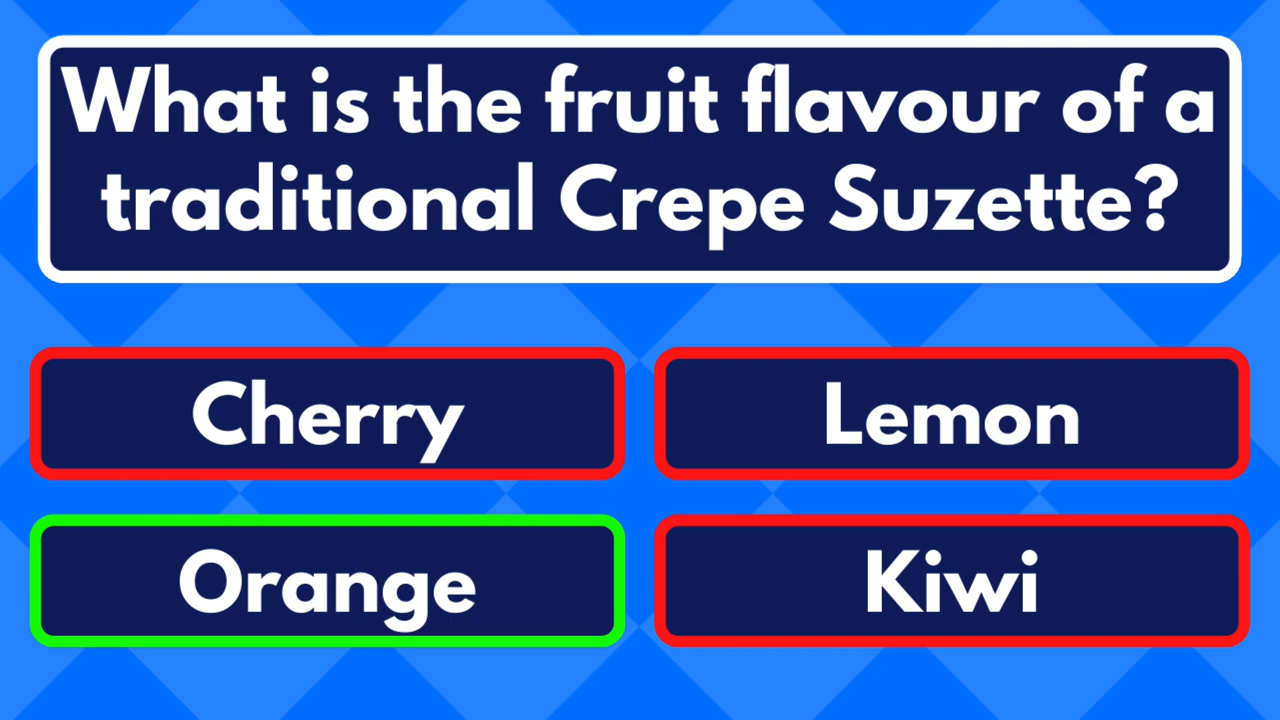 What is the fruit flavour of a
traditional Crepe Suzette?
Cherry
Lemon
Orange
Kiwi